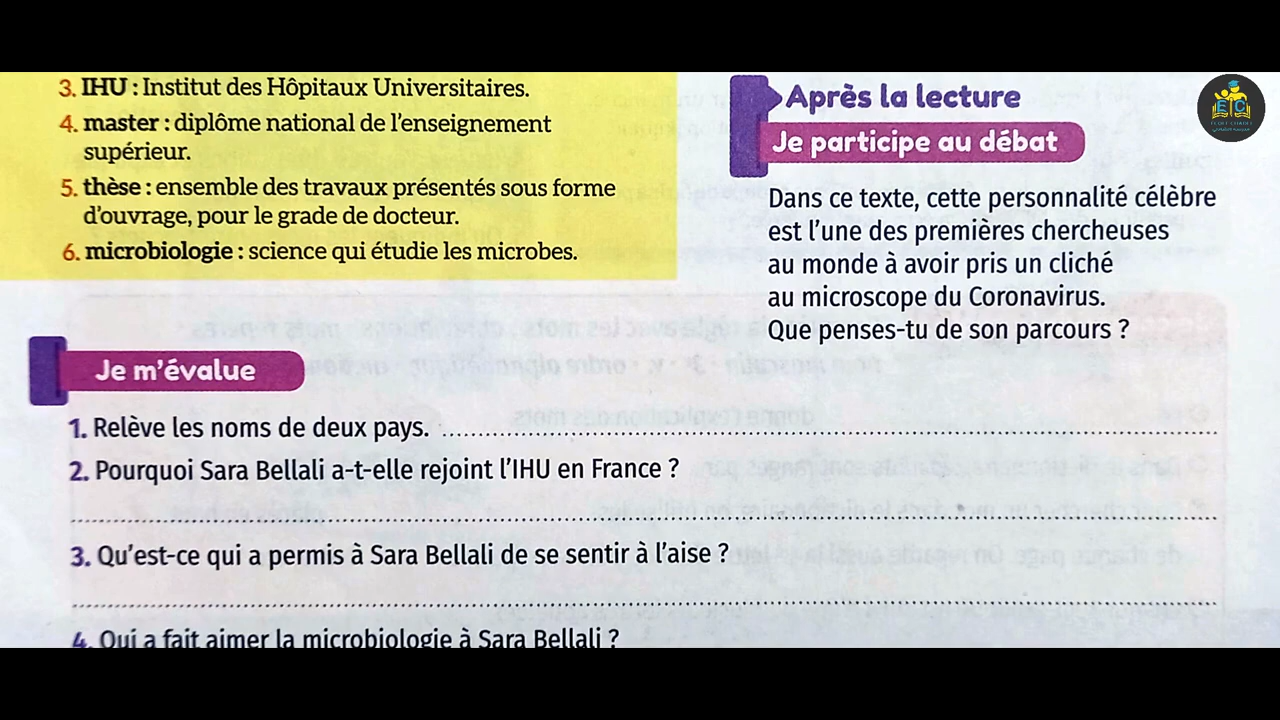 3. IHU : Institut des Hôpitaux Universitaires.
4. master : diplôme national de l'enseignement
supérieur.
5. thèse : ensemble des travaux présentés sous forme
d'ouvrage, pour le grade de docteur.
6. microbiologie : science qui étudie les microbes.
Après la lecture
Je participe au débat
Dans ce texte, cette personnalité célèbre
est l'une des premières chercheuses
au monde à avoir pris un cliché
au microscope du Coronavirus.
Que penses-tu de son parcours ?
Je m'évalue
1. Relève les noms de deux pays.
2. Pourquoi Sara Bellali a-t-elle rejoint l'IHU en France ?
3. Qu'est-ce qui a permis à Sara Bellali de se sentir à l'aise ?
4. Qui a fait aimer la microbiologie à Sara Bellali ?